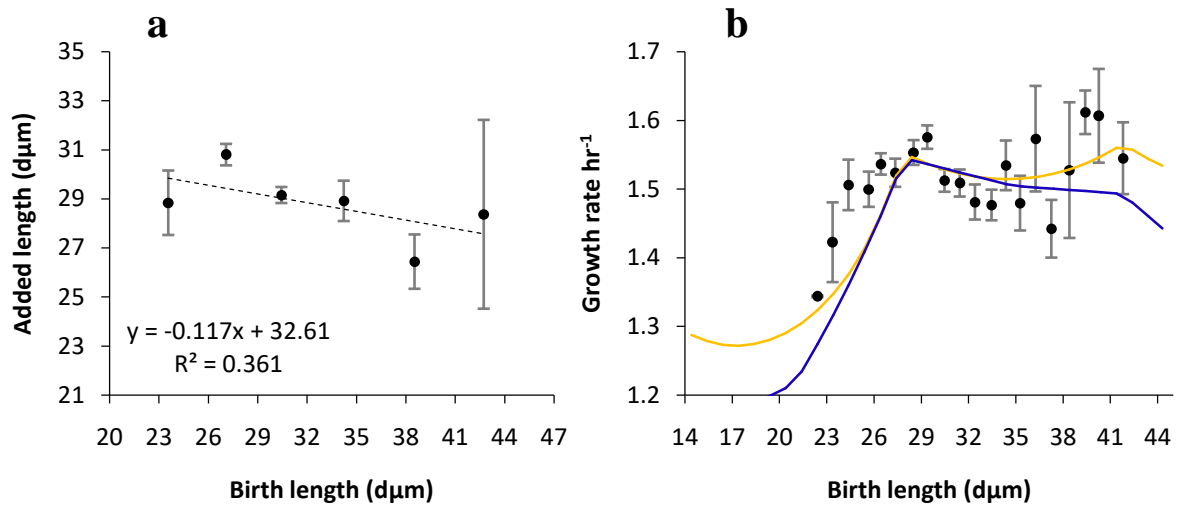 a
35
33
31
29
27
25
23
21
Added length (dµm)
y = -0.117x + 32.61
R² = 0.361
20 23 26 29 32 35 38 41 44 47
Birth length (dµm)
b
1.7
1.6
1.5
1.4
1.3
1.2
Growth rate hr⁻¹
14 17 20 23 26 29 32 35 38 41 44
Birth length (dµm)